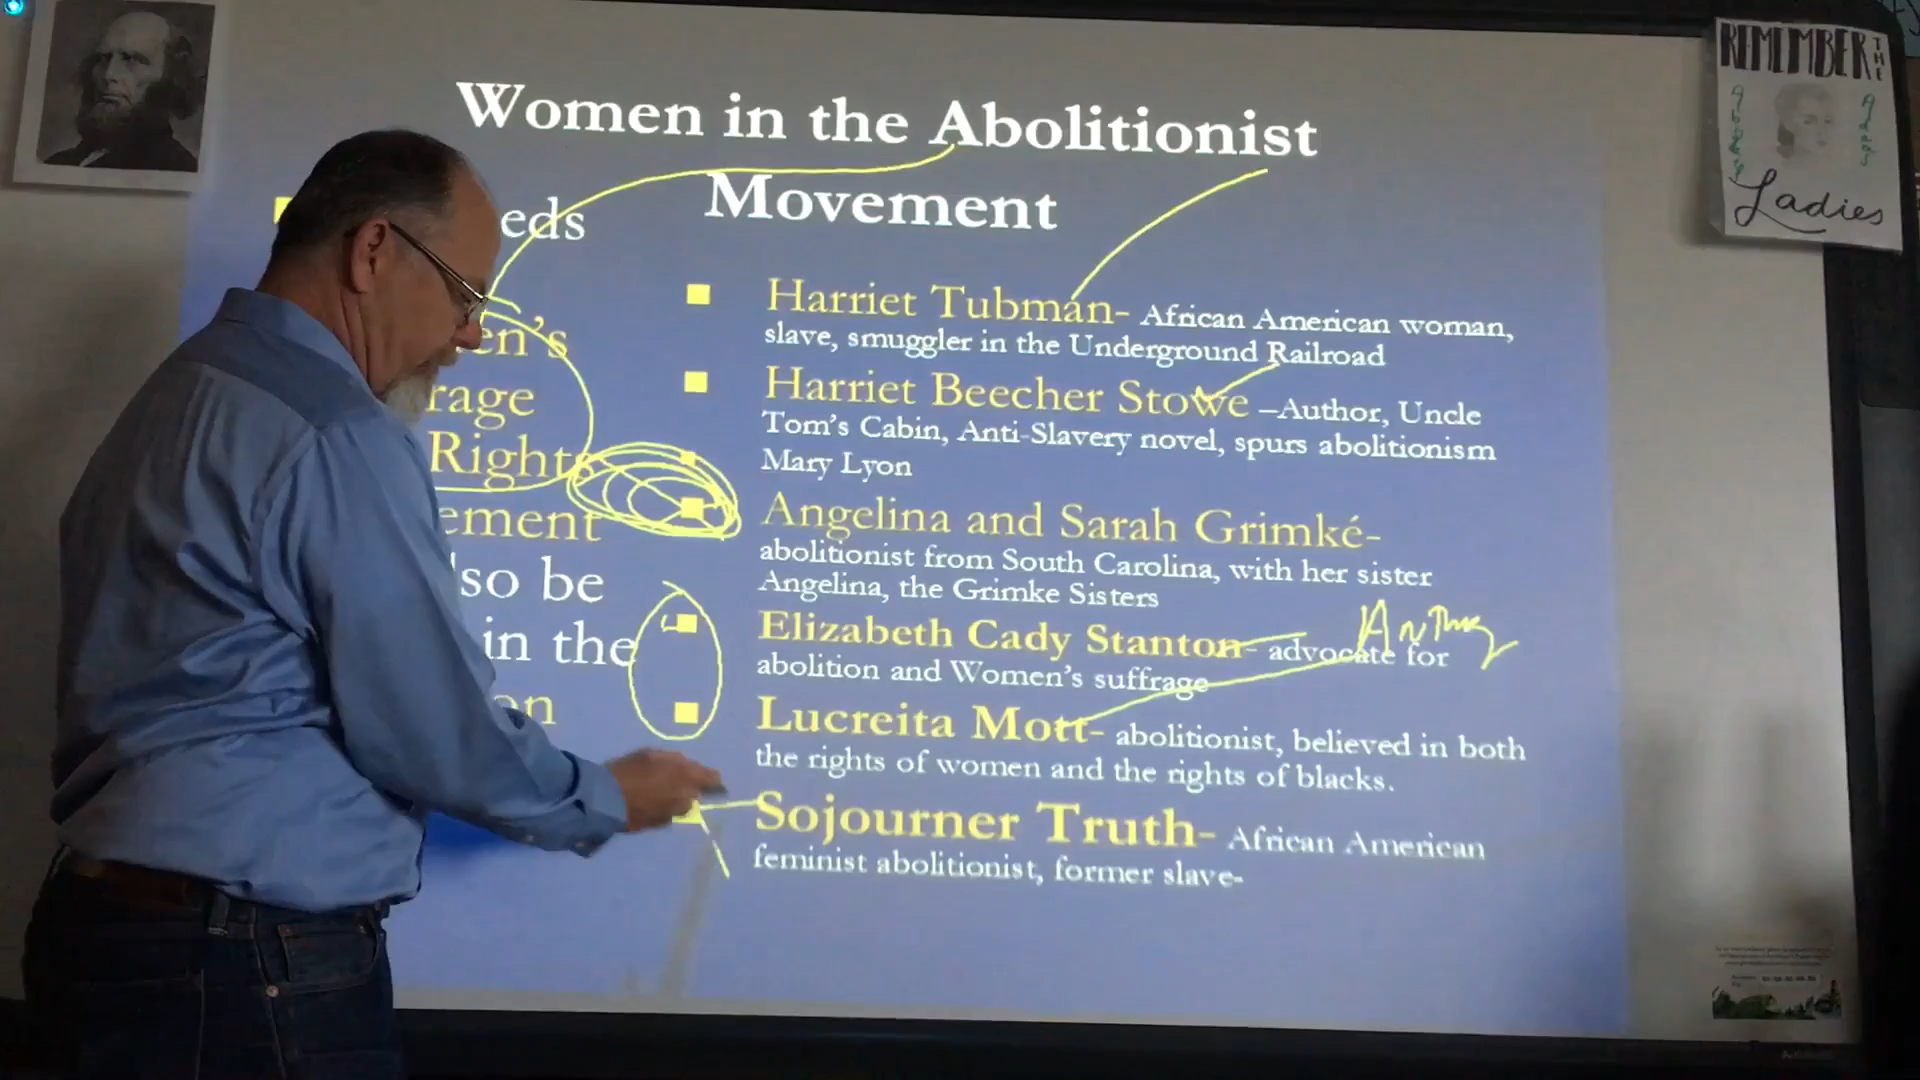 Women in the Abolitionist
Movement
eds
en's
rage
Rights
ement
so be
in the
on
Harriet Tubman- African American woman,
slave, smuggler in the Underground Railroad
Harriet Beecher Stowe –Author, Uncle
Tom's Cabin, Anti-Slavery novel, spurs abolitionism
Mary Lyon
Angelina and Sarah Grimké-
abolitionist from South Carolina, with her sister
Angelina, the Grimke Sisters
Elizabeth Cady Stanton- advocate for
abolition and Women's suffrage
Lucreita Mott- abolitionist, believed in both
the rights of women and the rights of blacks.
Sojourner Truth- African American
feminist abolitionist, former slave-
REMEMBER THE
Ladies